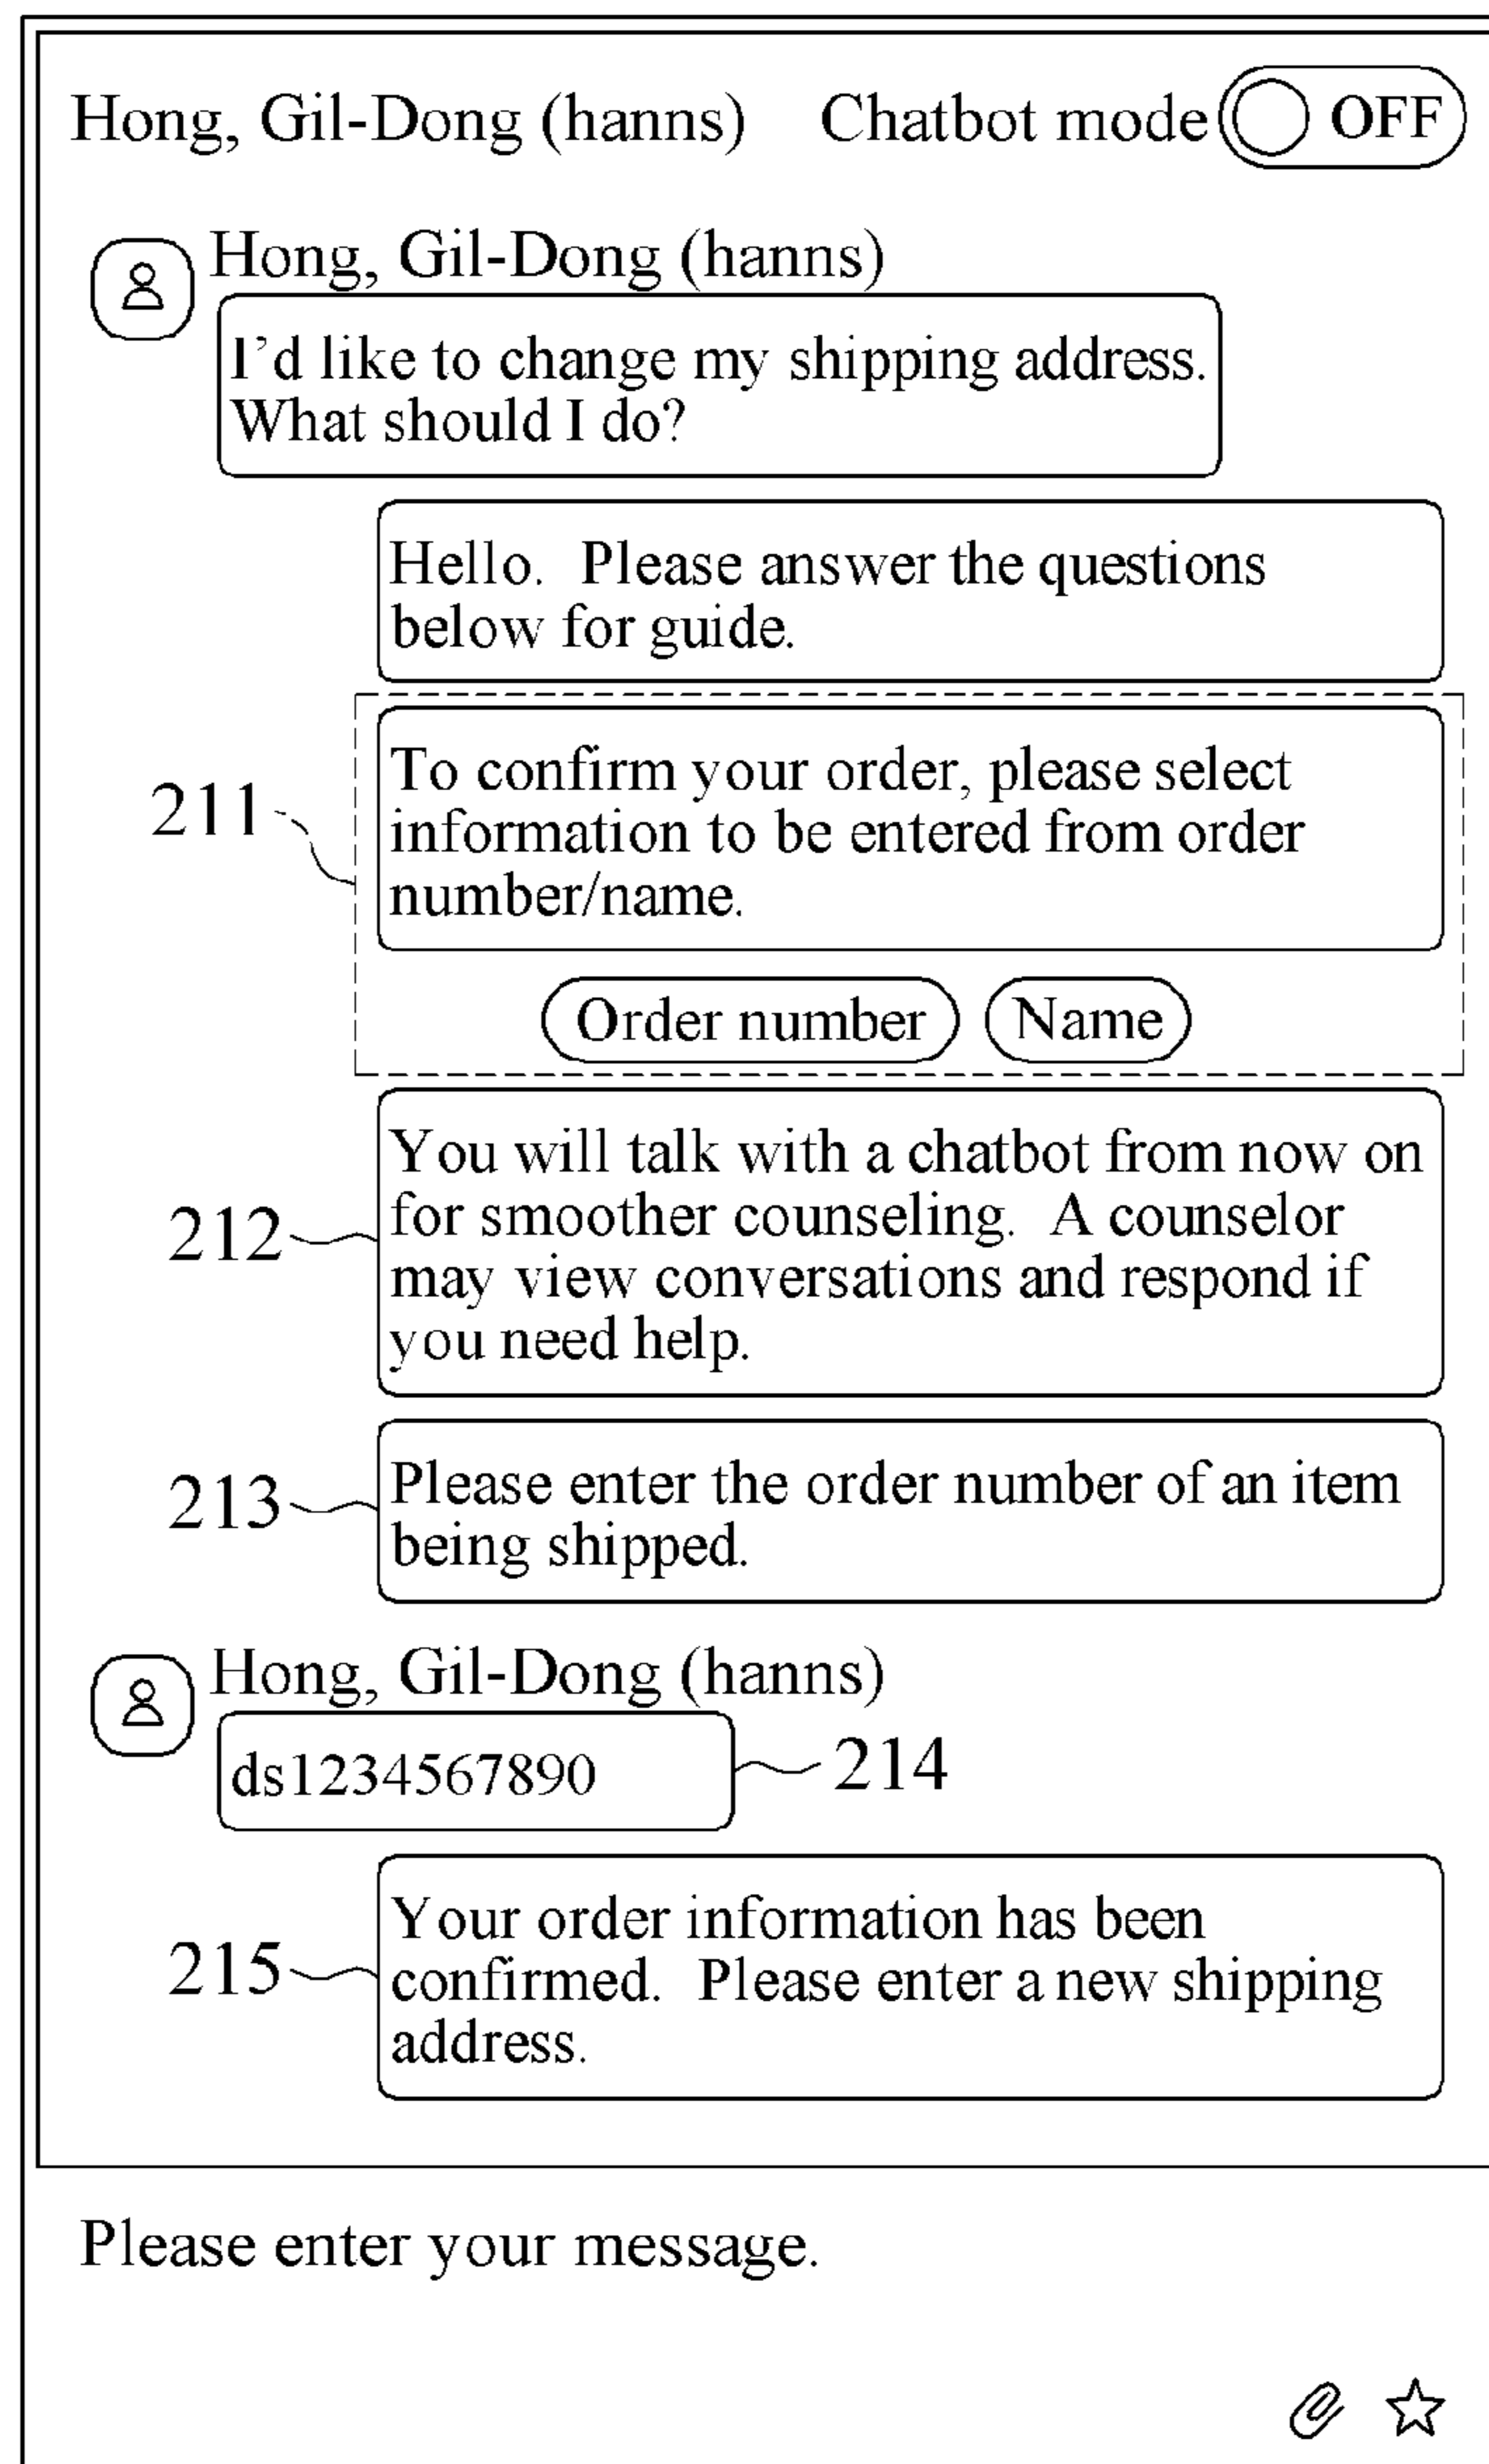 Hong, Gil-Dong (hanns) Chatbot mode OFF
Hong, Gil-Dong (hanns)
I'd like to change my shipping address.
What should I do?
Hello. Please answer the questions
below for guide.
211
To confirm your order, please select
information to be entered from order
number/name.
Order number Name
212
You will talk with a chatbot from now on
for smoother counseling. A counselor
may view conversations and respond if
you need help.
213
Please enter the order number of an item
being shipped.
Hong, Gil-Dong (hanns)
ds1234567890
214
215
Your order information has been
confirmed. Please enter a new shipping
address.
Please enter your message.